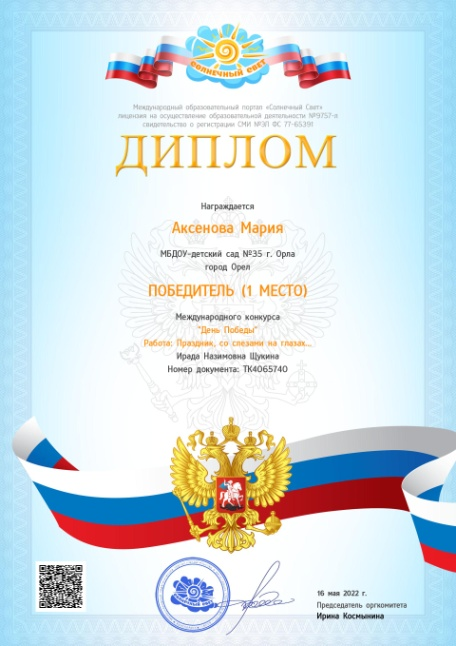 СОЛНЕЧНЫЙ СВЕТ
Международный образовательный портал «Солнечный Свет»
лицензия на осуществление образовательной деятельности №9757-л
свидетельство о регистрации СМИ №ЭЛ ФС 77-65391
ДИПЛОМ
Награждается
Аксенова Мария
МБДОУ-детский сад №35 г. Орла
город Орел
ПОБЕДИТЕЛЬ (1 МЕСТО)
Международного конкурса
"День Победы"
Работа: Праздник, со слезами на глазах...
Ирада Назимовна Щукина
Номер документа: ТК4065740
СОЛНЕЧНЫЙ СВЕТ
16 мая 2022 г.
Председатель оргкомитета
Ирина Космынина